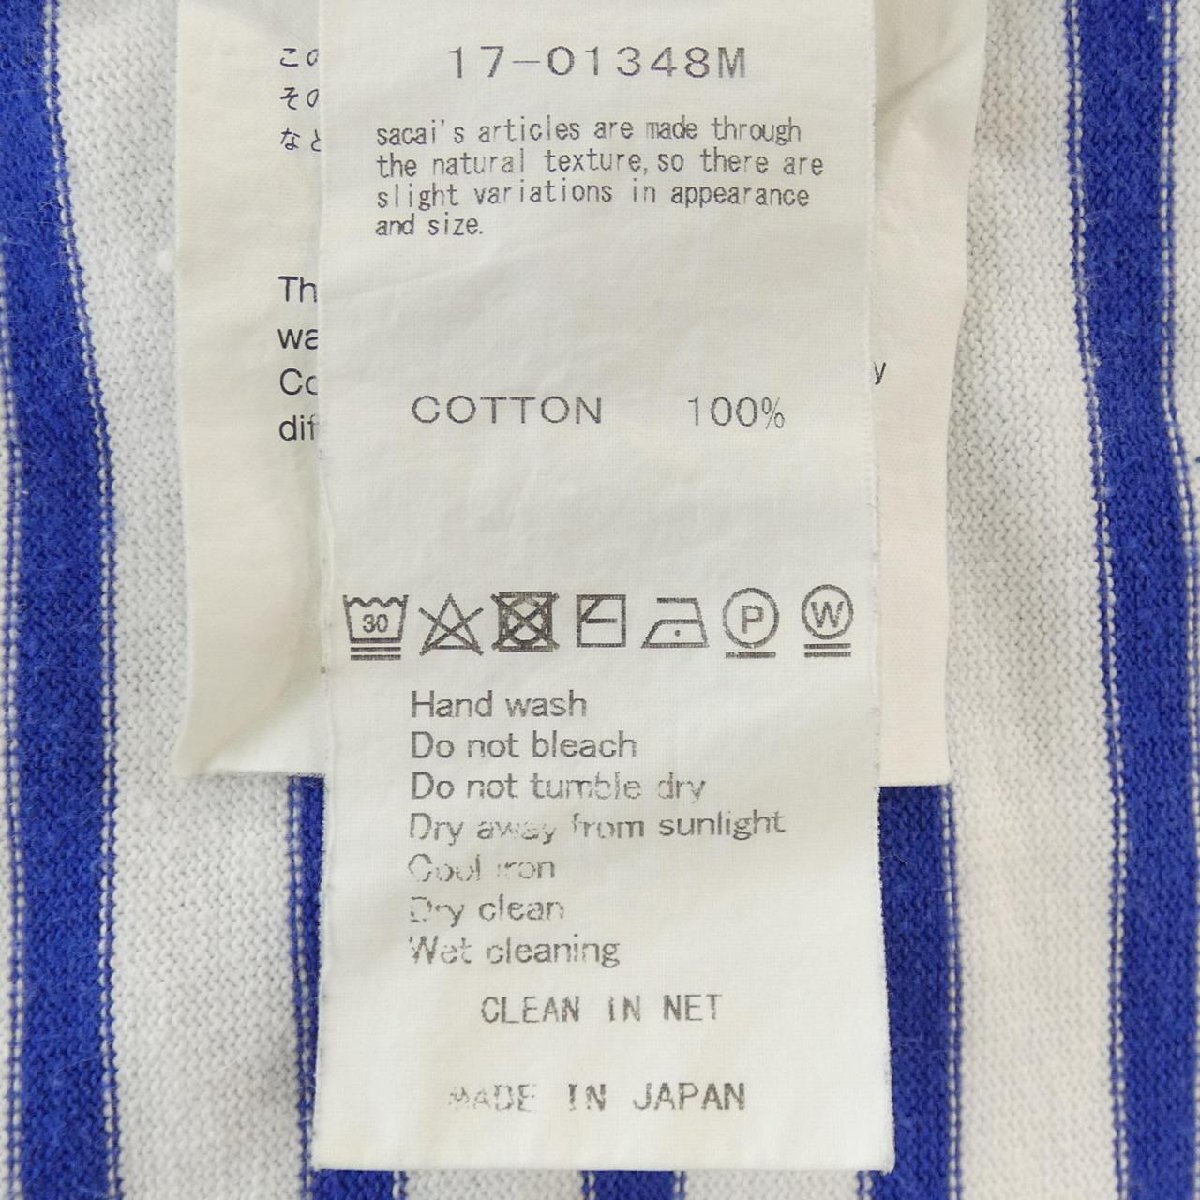 17-01348M
sacai's articles are made through
the natural texture, so there are
slight variations in appearance
and size.
COTTON 100%
30
P
W
Hand wash
Do not bleach
Do not tumble dry
Dry away from sunlight
Cool iron
Dry clean
Wet cleaning
CLEAN IN NET
MADE IN JAPAN